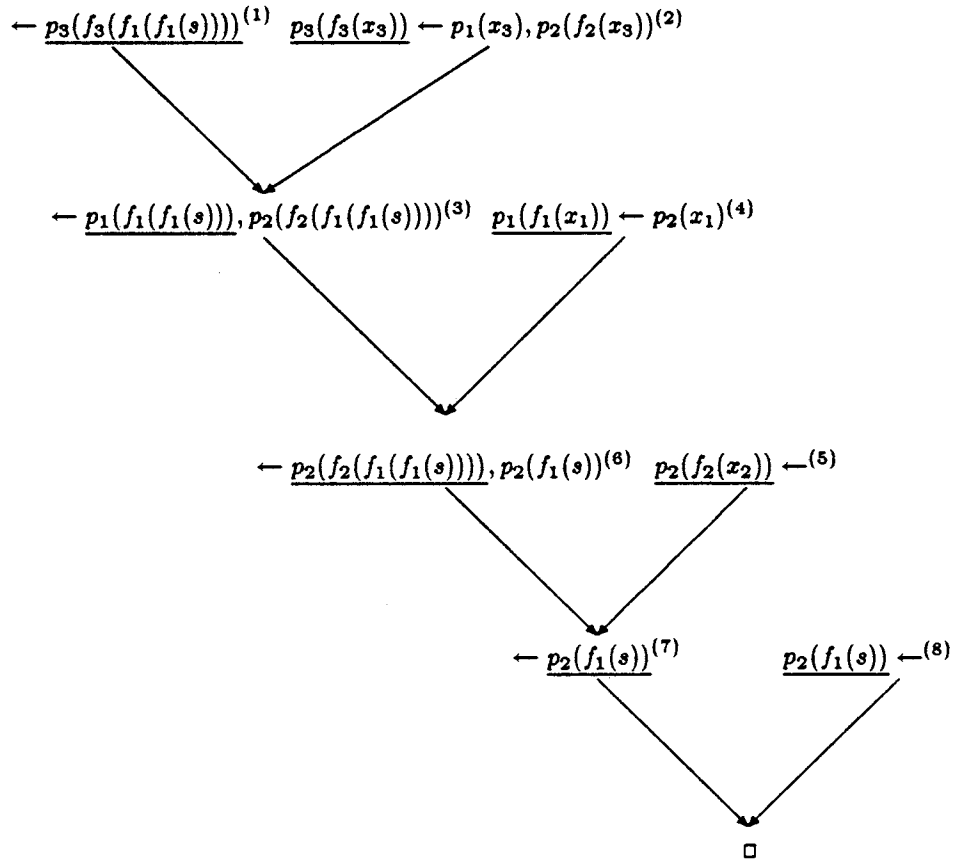 ← p₃(f₃(f₁(f₁(s))))⁽¹⁾ p₃(f₃(x₃)) ← p₁(x₃), p₂(f₂(x₃))⁽²⁾
← p₁(f₁(f₁(s))), p₂(f₂(f₁(f₁(s))))⁽³⁾ p₁(f₁(x₁)) ← p₂(x₁)⁽⁴⁾
← p₂(f₂(f₁(f₁(s)))), p₂(f₁(s))⁽⁶⁾ p₂(f₂(x₂)) ←⁽⁵⁾
← p₂(f₁(s))⁽⁷⁾ p₂(f₁(s)) ←⁽⁸⁾
□